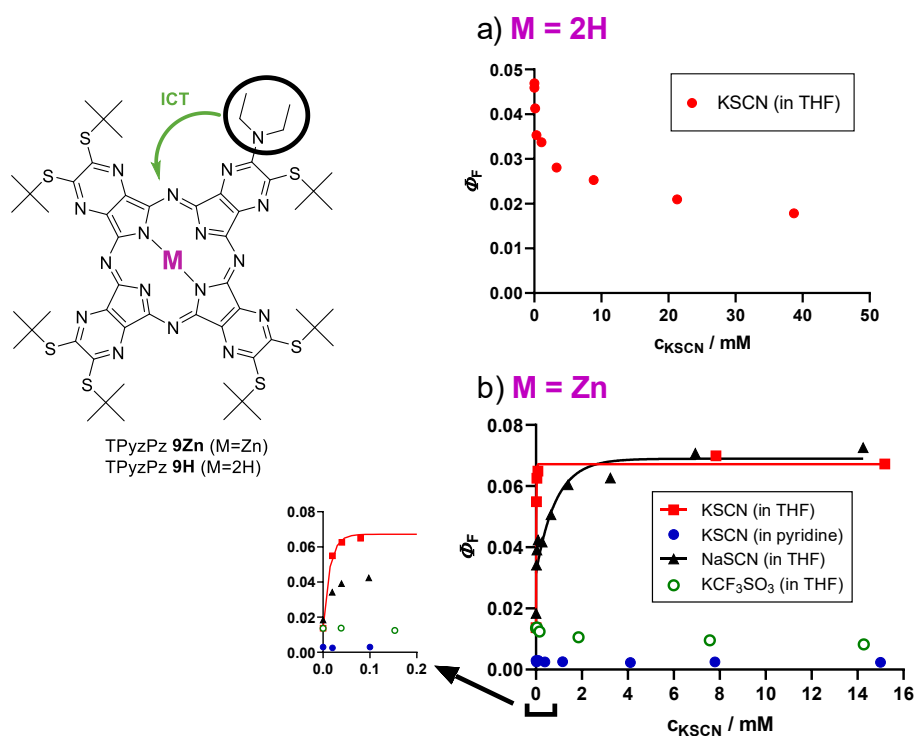 a) M = 2H
ICT
N
S
S
N
N
N
N
S
S
N
N
N
N
N
M
N
N
N
N
N
N
N
N
S
S
S
S
TPyzPz 9Zn (M=Zn)
TPyzPz 9H (M=2H)
0.05
0.04
0.03
0.02
0.01
0.00
ΦF
KSCN (in THF)
0 10 20 30 40 50
cKSCN / mM
b) M = Zn
0.08
0.06
0.04
0.02
0.00
ΦF
KSCN (in THF)
KSCN (in pyridine)
NaSCN (in THF)
KCF3SO3 (in THF)
0 2 4 6 8 10 12 14 16
cKSCN / mM
0.08
0.06
0.04
0.02
0.00
0.0 0.1 0.2